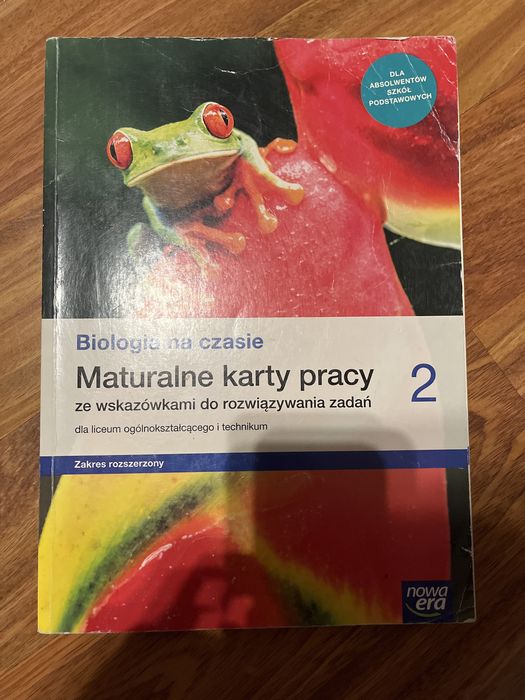 DLA
ABSOLWENTÓW
SZKÓŁ
PODSTAWOWYCH
Biologia na czasie
Maturalne karty pracy 2
ze wskazówkami do rozwiązywania zadań
dla liceum ogólnokształcącego i technikum
Zakres rozszerzony
nowa
era